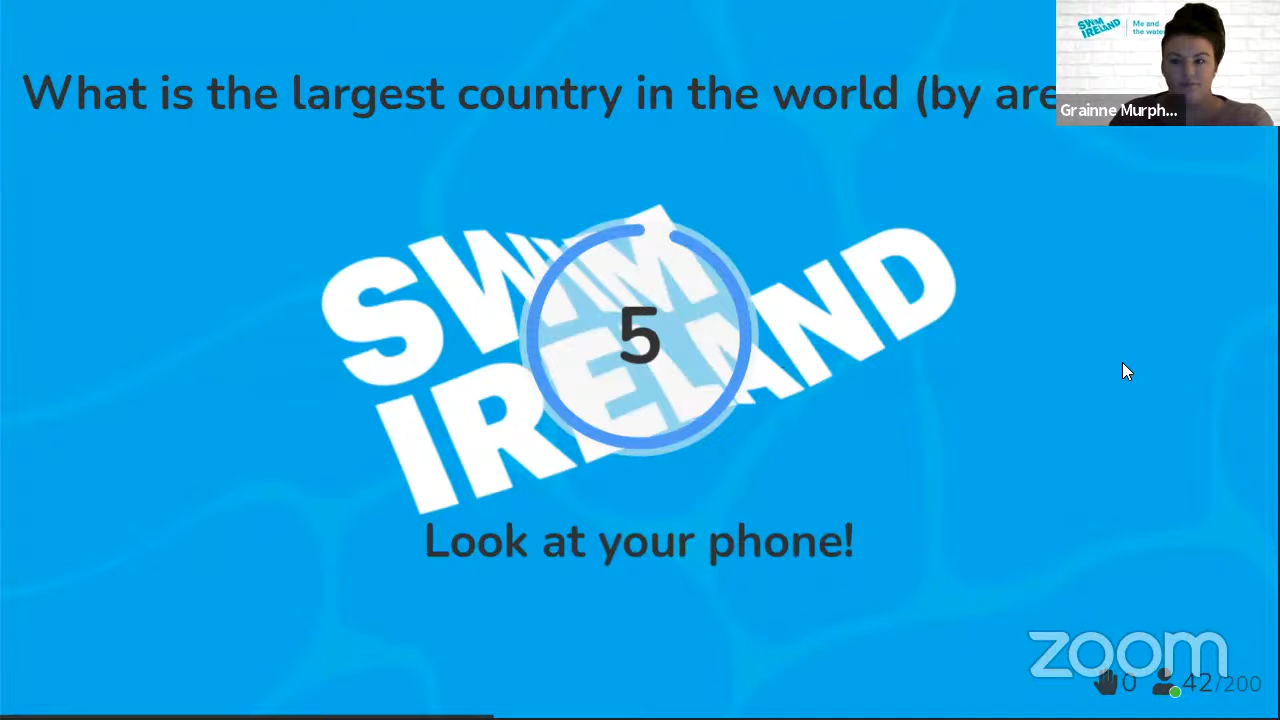 What is the largest country in the world (by are
SWIM IRELAND
Me and
the water
Grainne Murph...
SWIM
IRELAND
5
Look at your phone!
zoom
0
42/200